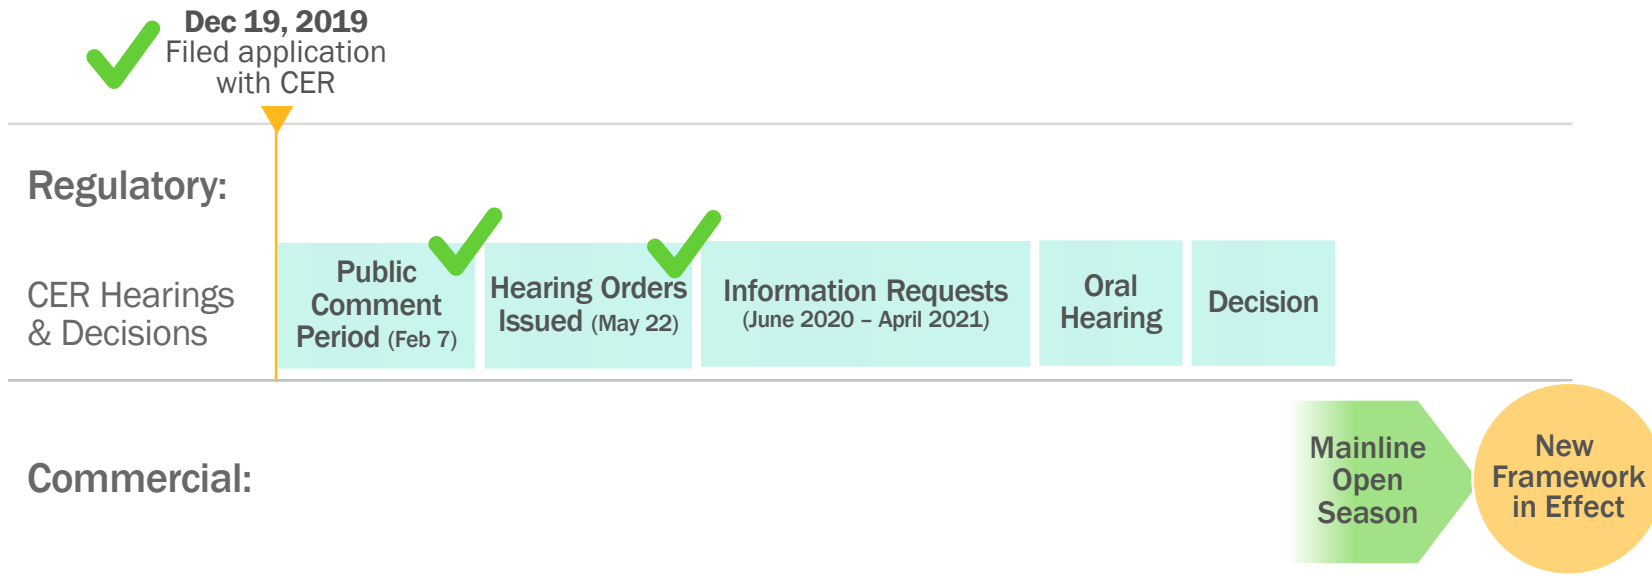 Dec 19, 2019
Filed application
with CER
Regulatory:
CER Hearings
& Decisions
Public
Comment
Period (Feb 7)
Hearing Orders
Issued (May 22)
Information Requests
(June 2020 – April 2021)
Oral
Hearing
Decision
Commercial:
Mainline
Open
Season
New
Framework
in Effect